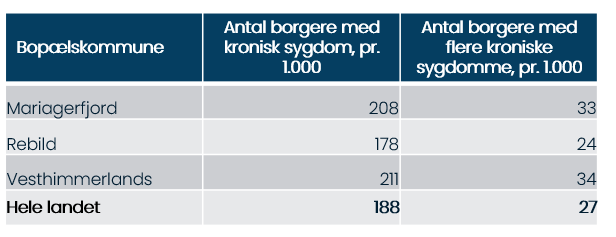 Bopælskommune
Antal borgere med
kronisk sygdom, pr.
1.000
Antal borgere med
flere kroniske
sygdomme, pr. 1.000
Mariagerfjord 208 33
Rebild 178 24
Vesthimmerlands 211 34
Hele landet 188 27